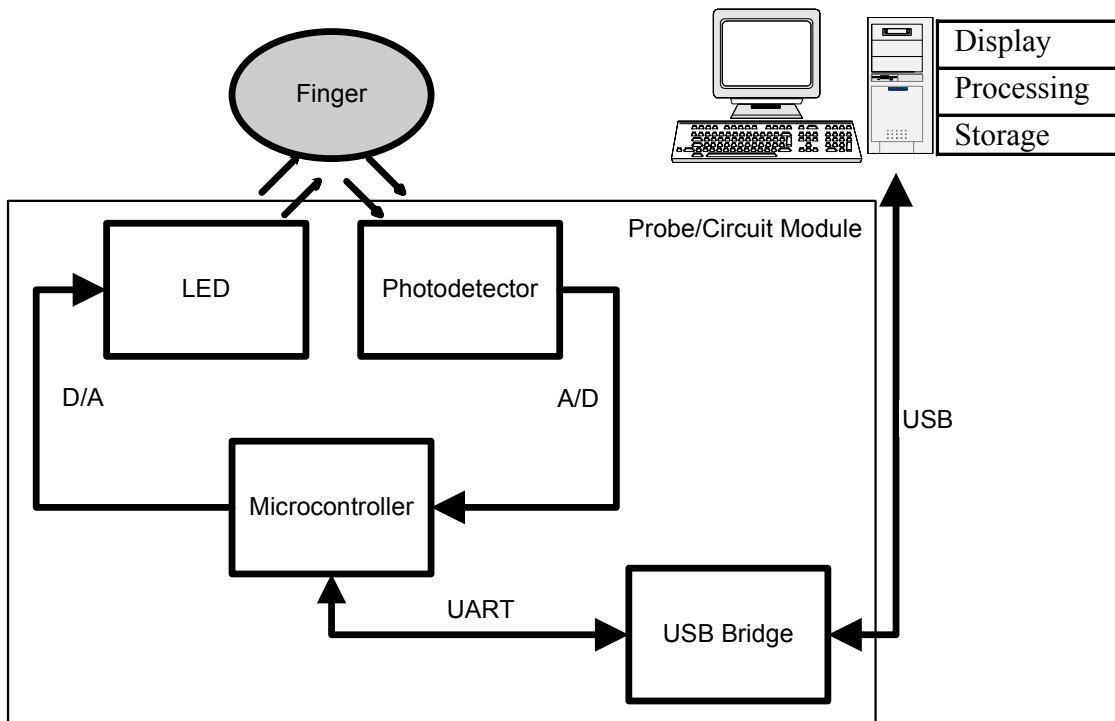 Finger
Display
Processing
Storage
Probe/Circuit Module
LED
Photodetector
D/A
A/D
USB
Microcontroller
UART
USB Bridge